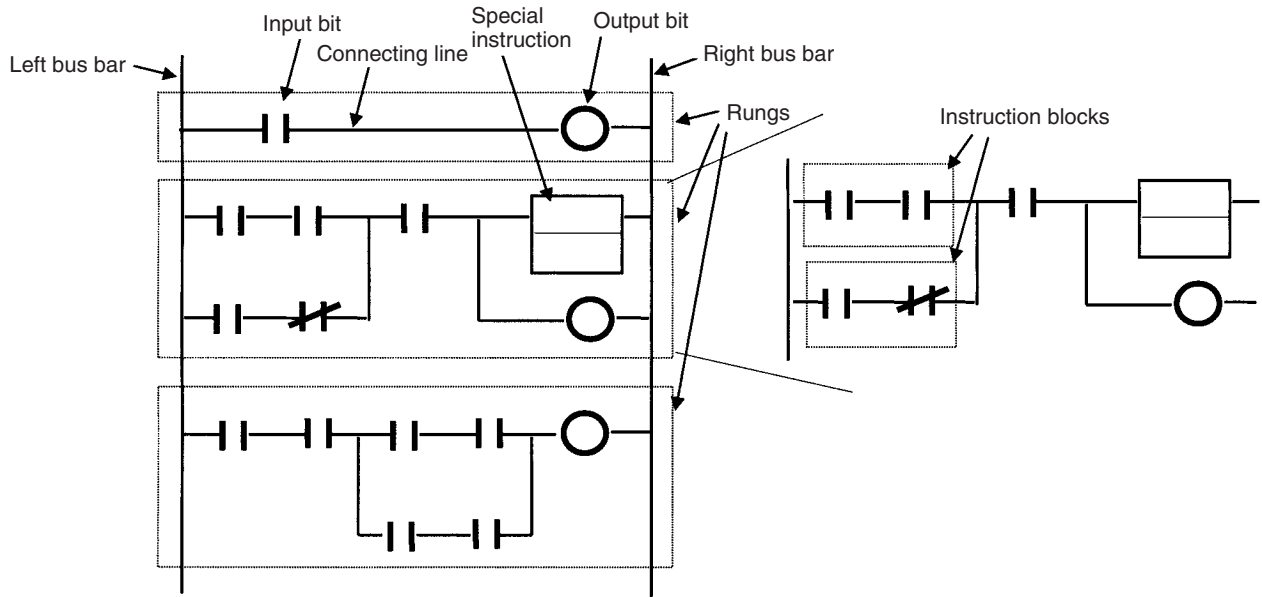 Input bit
Special
instruction
Output bit
Left bus bar
Connecting line
Right bus bar
Rungs
Instruction blocks